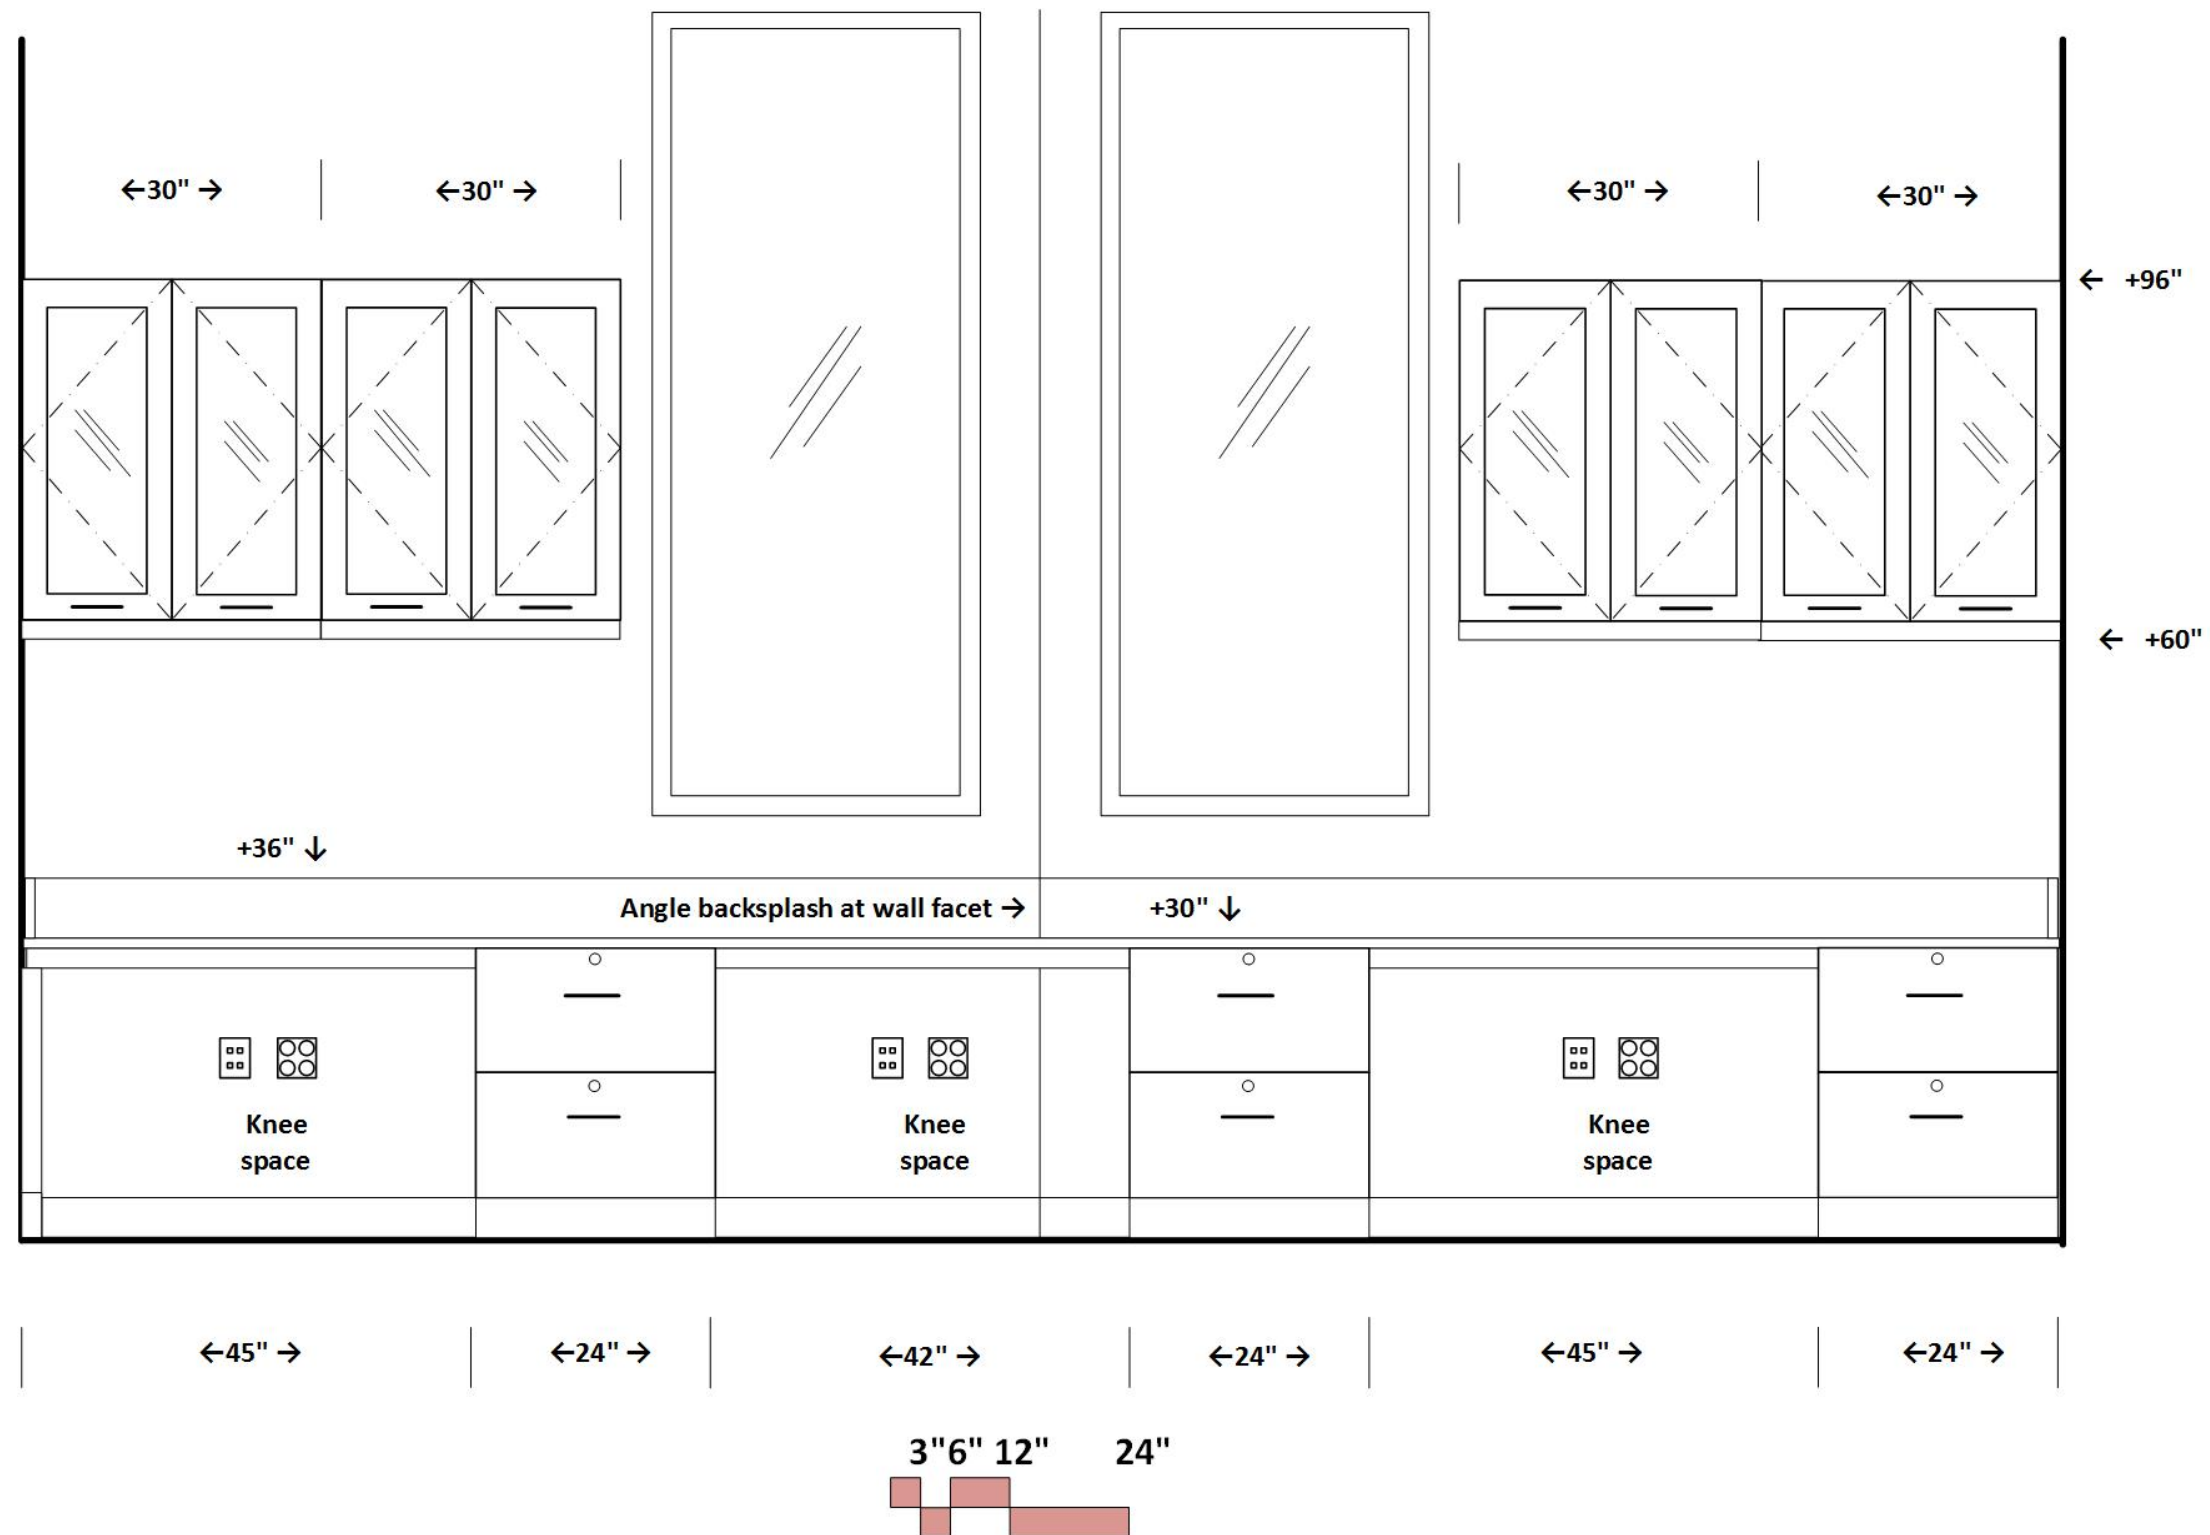 ←30" → ←30" → ←30" → ←30" →
← +96"
← +60"
+36" ↓
Angle backsplash at wall facet → +30" ↓
Knee Knee Knee
space space space
←45" → ←24" → ←42" → ←24" → ←45" → ←24" →
3"6" 12" 24"